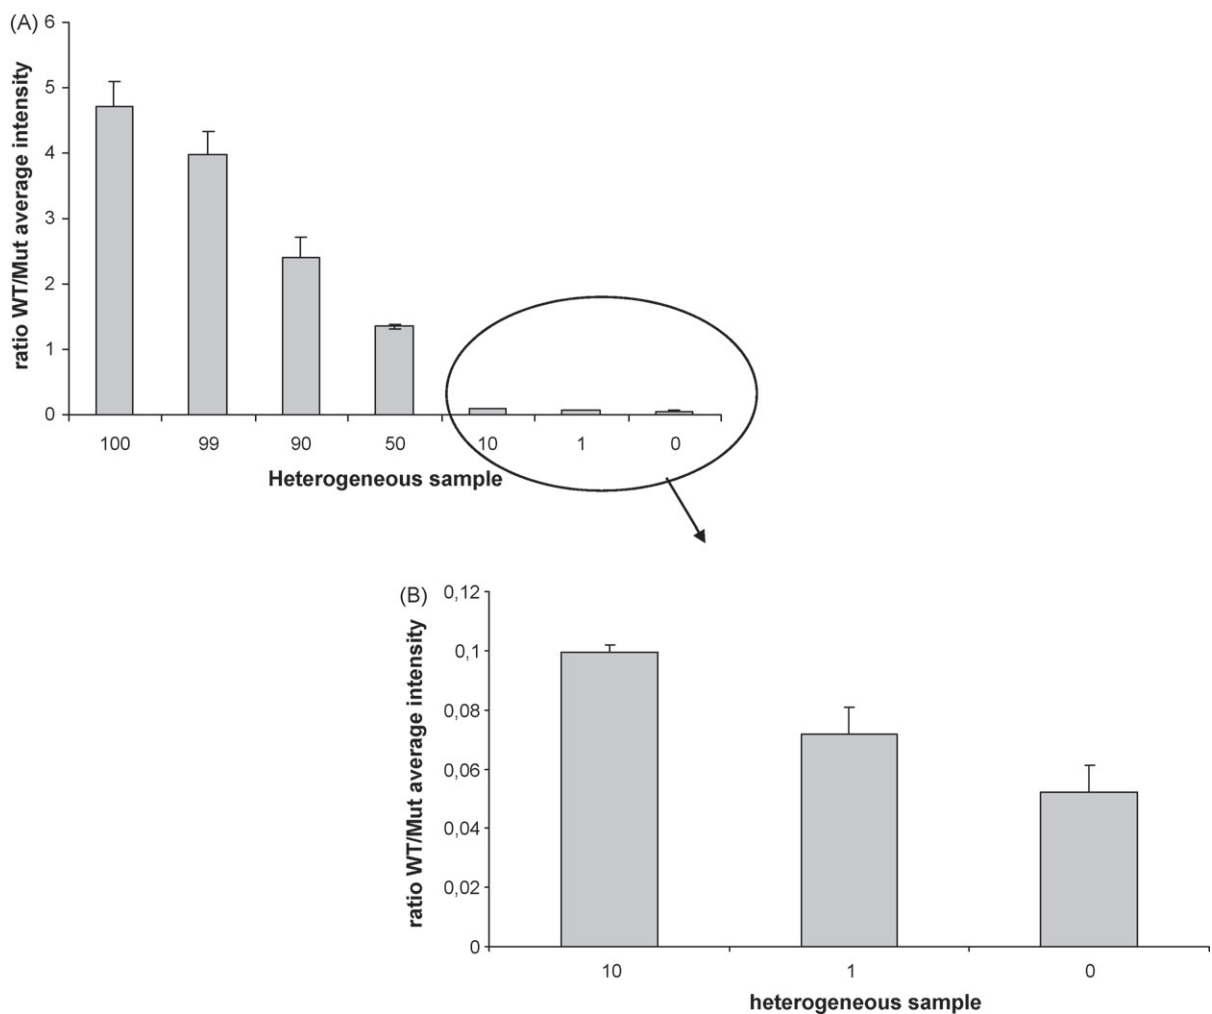 (A)
ratio WT/Mut average intensity
6
5
4
3
2
1
0
100 99 90 50 10 1 0
Heterogeneous sample
(B)
ratio WT/Mut average intensity
0,12
0,1
0,08
0,06
0,04
0,02
0
10 1 0
heterogeneous sample